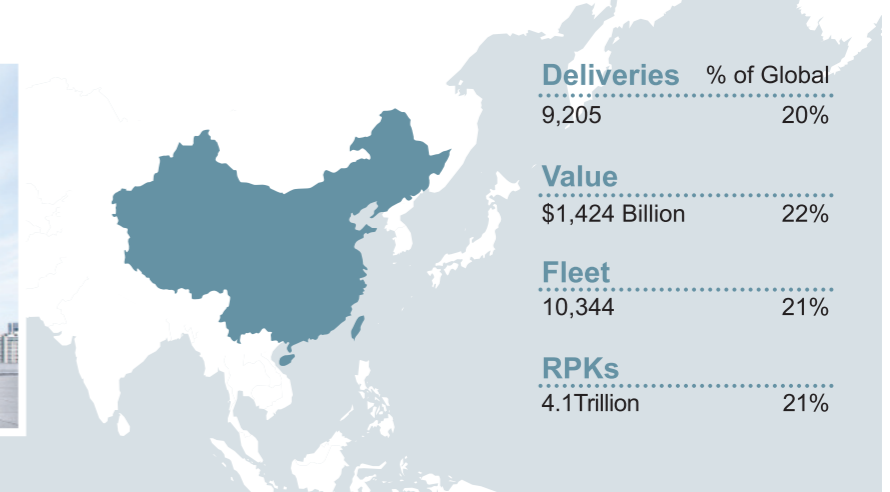 Deliveries % of Global
9,205 20%
Value
$1,424 Billion 22%
Fleet
10,344 21%
RPKs
4.1Trillion 21%